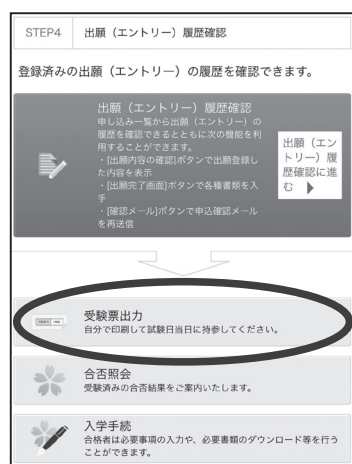 STEP4 出願（エントリー）履歴確認
登録済みの出願（エントリー）の履歴を確認できます。
出願（エントリー）履歴確認
申し込み一覧から出願（エントリー）の
履歴を確認できるとともに次の機能を利
用することができます。
・[出願内容の確認]ボタンで出願登録し
た内容を表示
・[出願完了画面]ボタンで各種書類を入
手
・[確認メール]ボタンで申込確認メール
を再送信
出願（エン
トリー）履
歴確認に進
む ▶
受験票出力
自分で印刷して試験日当日に持参してください。
合否照会
受験済みの合否結果をご案内いたします。
入学手続
合格者は必要事項の入力や、必要書類のダウンロード等を行う
ことができます。